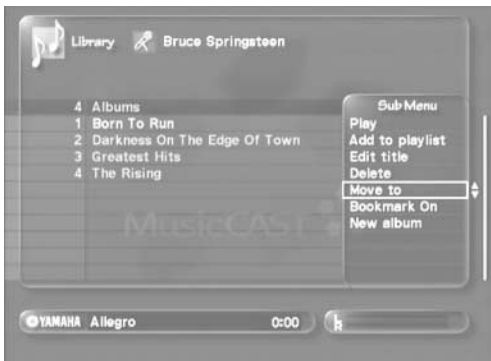 Library Bruce Springsteen
4 Albums
1 Born To Run
2 Darkness On The Edge Of Town
3 Greatest Hits
4 The Rising
Sub Menu
Play
Add to playlist
Edit title
Delete
Move to
Bookmark On
New album
MusicCAST
YAMAHA Allegro 0:00